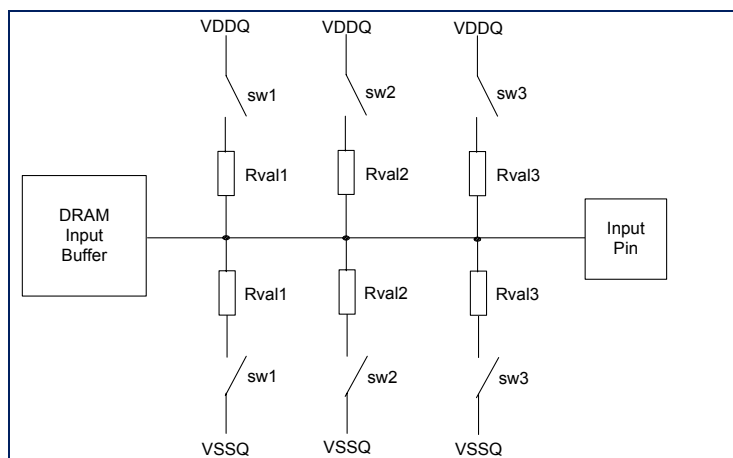 VDDQ VDDQ VDDQ
sw1 sw2 sw3
Rval1 Rval2 Rval3
DRAM
Input
Buffer
Input
Pin
Rval1 Rval2 Rval3
sw1 sw2 sw3
VSSQ VSSQ VSSQ